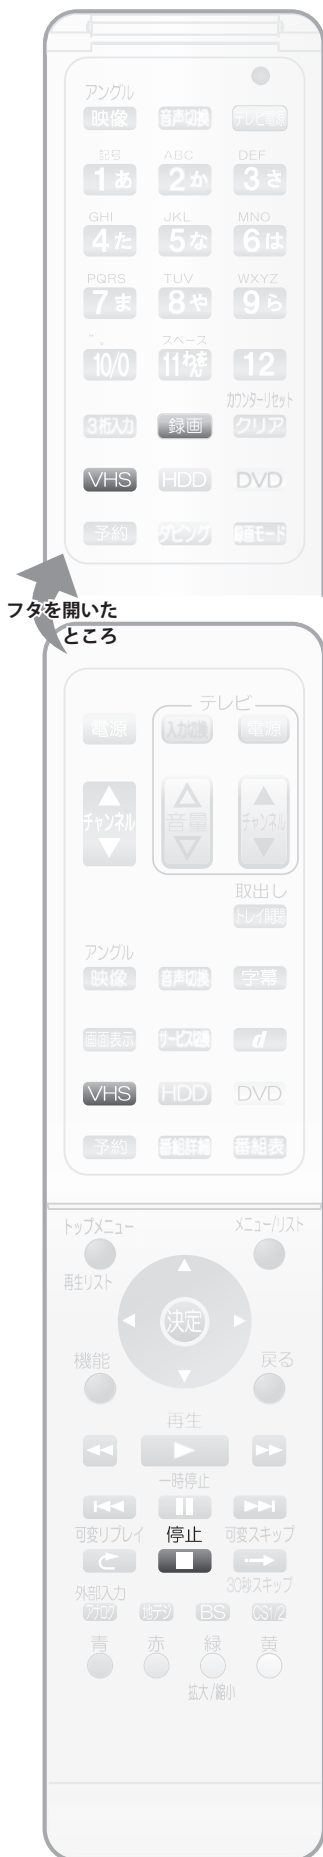 アングル
映像 音声切換 テレビ電源
記号 ABC DEF
1あ 2か 3さ
GHI JKL MNO
4た 5な 6は
PQRS TUV WXYZ
7ま 8や 9ら
゛゜ スペース
10/0 11わをん 12
カウンターリセット
3桁入力 録画 クリア
VHS HDD DVD
予約 ダビング 録画モード
フタを開いた
ところ
テレビ
電源 入力切換 電源
チャンネル 音量 チャンネル
取出し
トレイ開閉
アングル
映像 音声切換 字幕
画面表示 サービス切換 d
VHS HDD DVD
予約 番組詳細 番組表
トップメニュー メニュー/リスト
再生リスト
決定
機能 戻る
再生
一時停止
可変リプレイ 停止 可変スキップ
外部入力 30秒スキップ
アナログ 地デジ BS CS1/2
青 赤 緑 黄
拡大/縮小